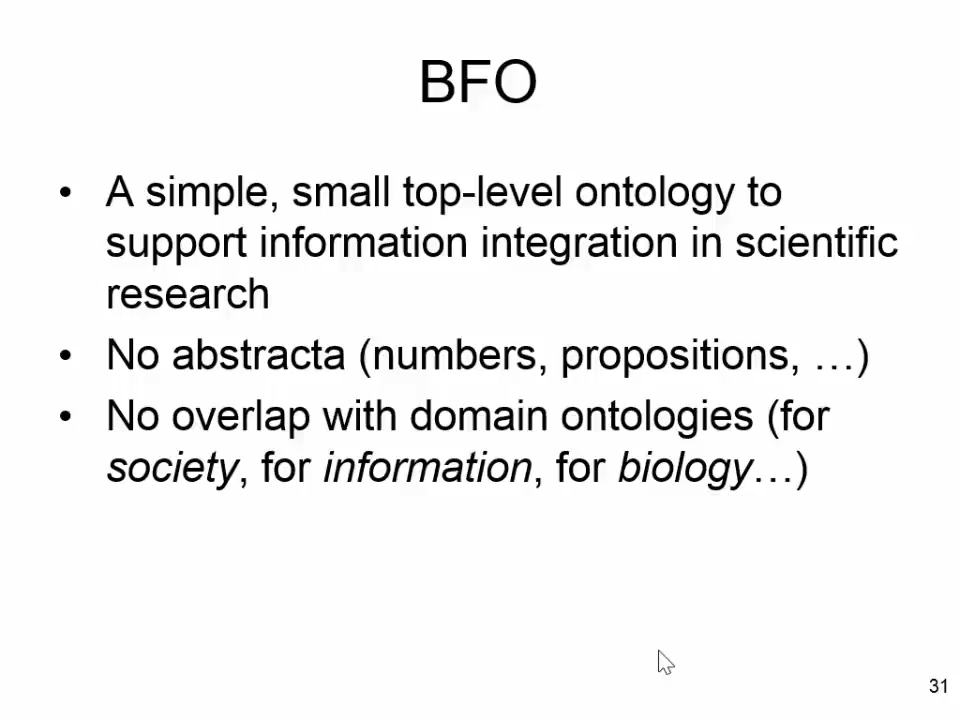 BFO
• A simple, small top-level ontology to
support information integration in scientific
research
• No abstracta (numbers, propositions, …)
• No overlap with domain ontologies (for
society, for information, for biology…)
31